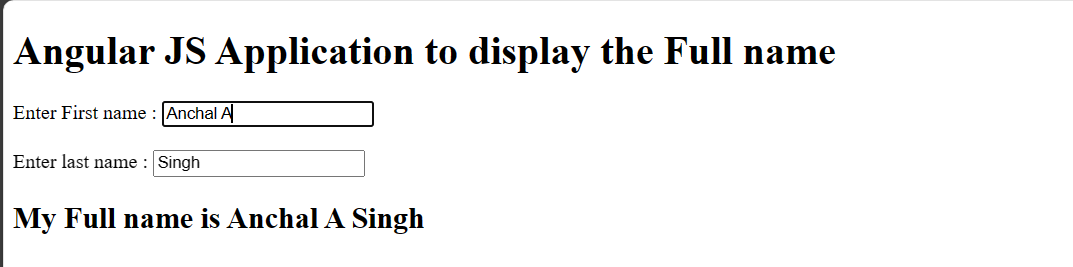 Angular JS Application to display the Full name
Enter First name : Anchal A
Enter last name : Singh
My Full name is Anchal A Singh